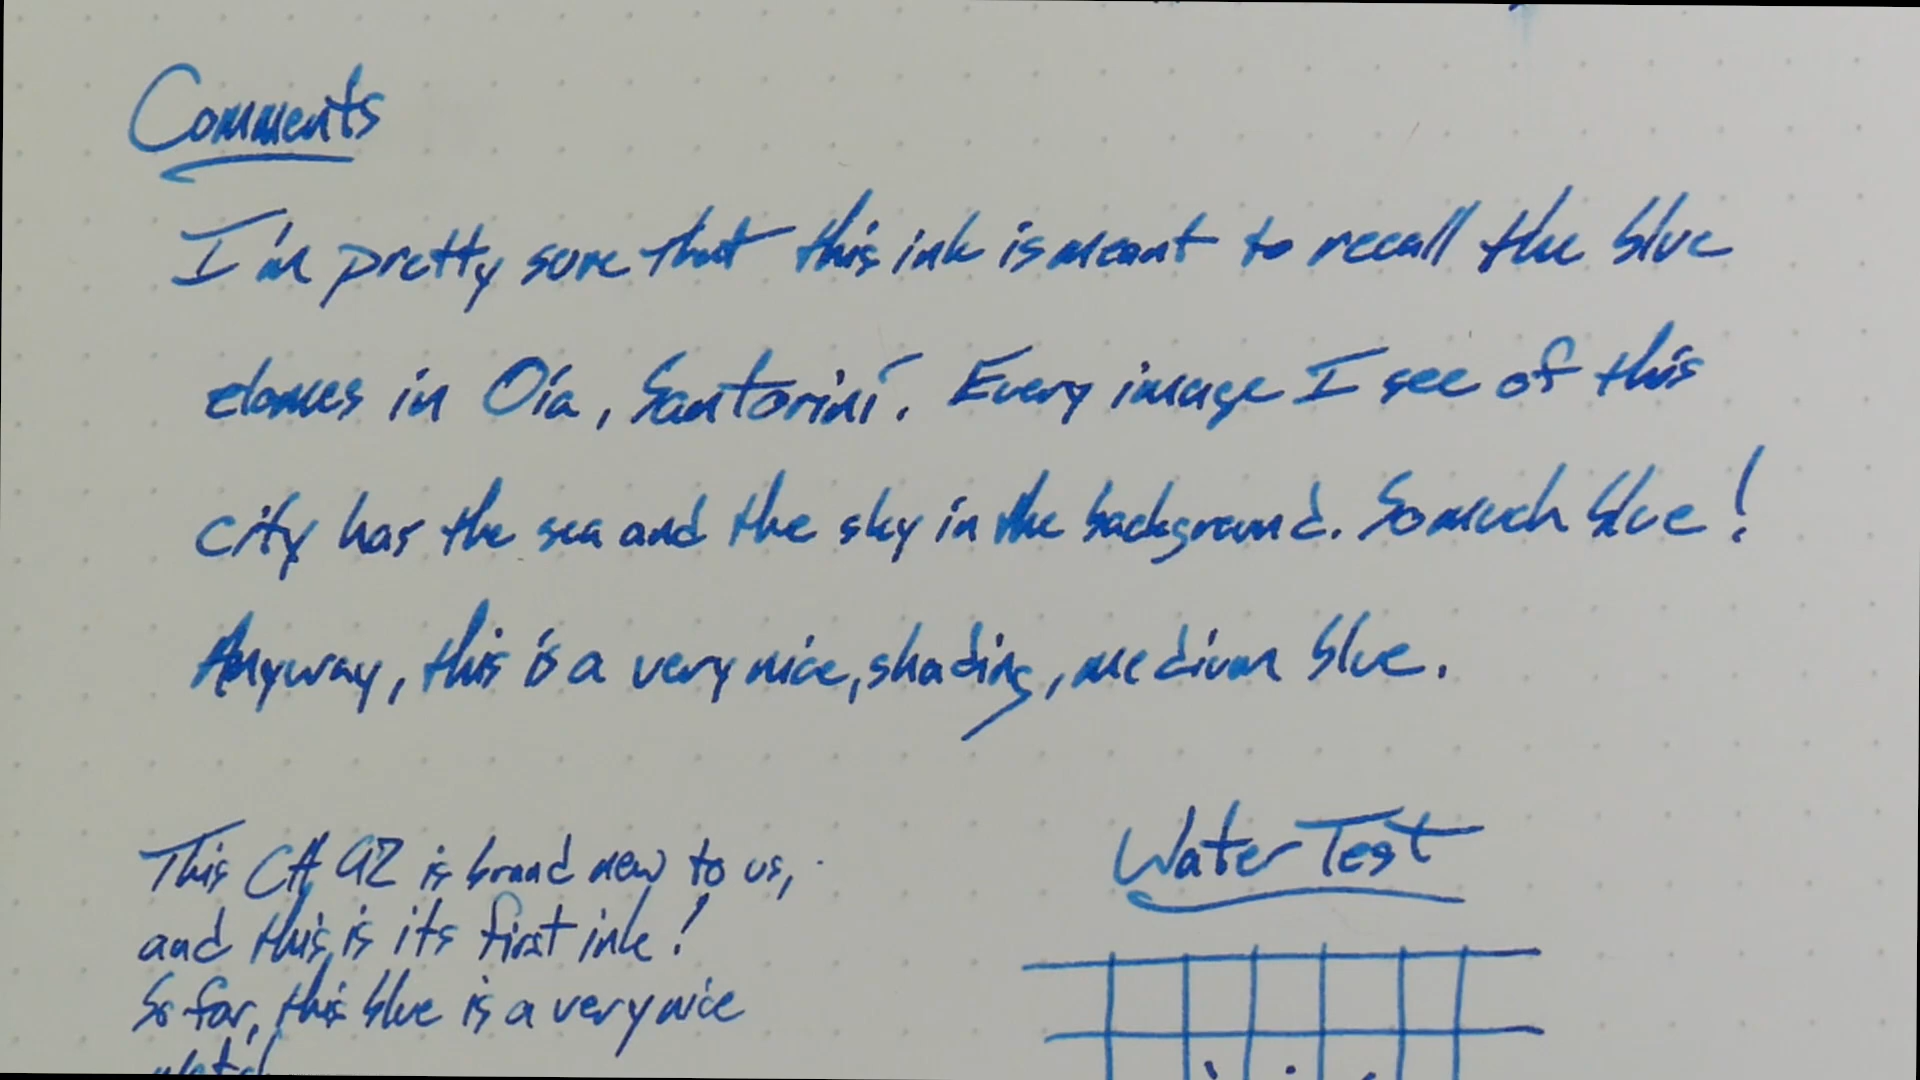 Comments
I'm pretty sure that this ink is meant to recall the blue
domes in Oía, Santorini. Every image I see of this
city has the sea and the sky in the background. So much blue!
Anyway, this is a very nice, shading, medium blue.
This CH 92 is brand new to us,
and this is its first ink!
So far, this blue is a very nice
Water Test